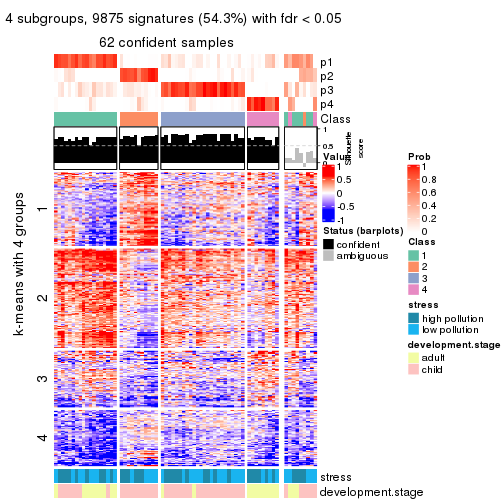 4 subgroups, 9875 signatures (54.3%) with fdr < 0.05
62 confident samples
p1
p2
p3
p4
Class
1
0.5
0
Silhouette
score
k-means with 4 groups
1
2
3
4
stress
development.stage
Value
1
0.5
0
-0.5
-1
Status (barplots)
confident
ambiguous
Prob
1
0.8
0.6
0.4
0.2
0
Class
1
2
3
4
stress
high pollution
low pollution
development.stage
adult
child